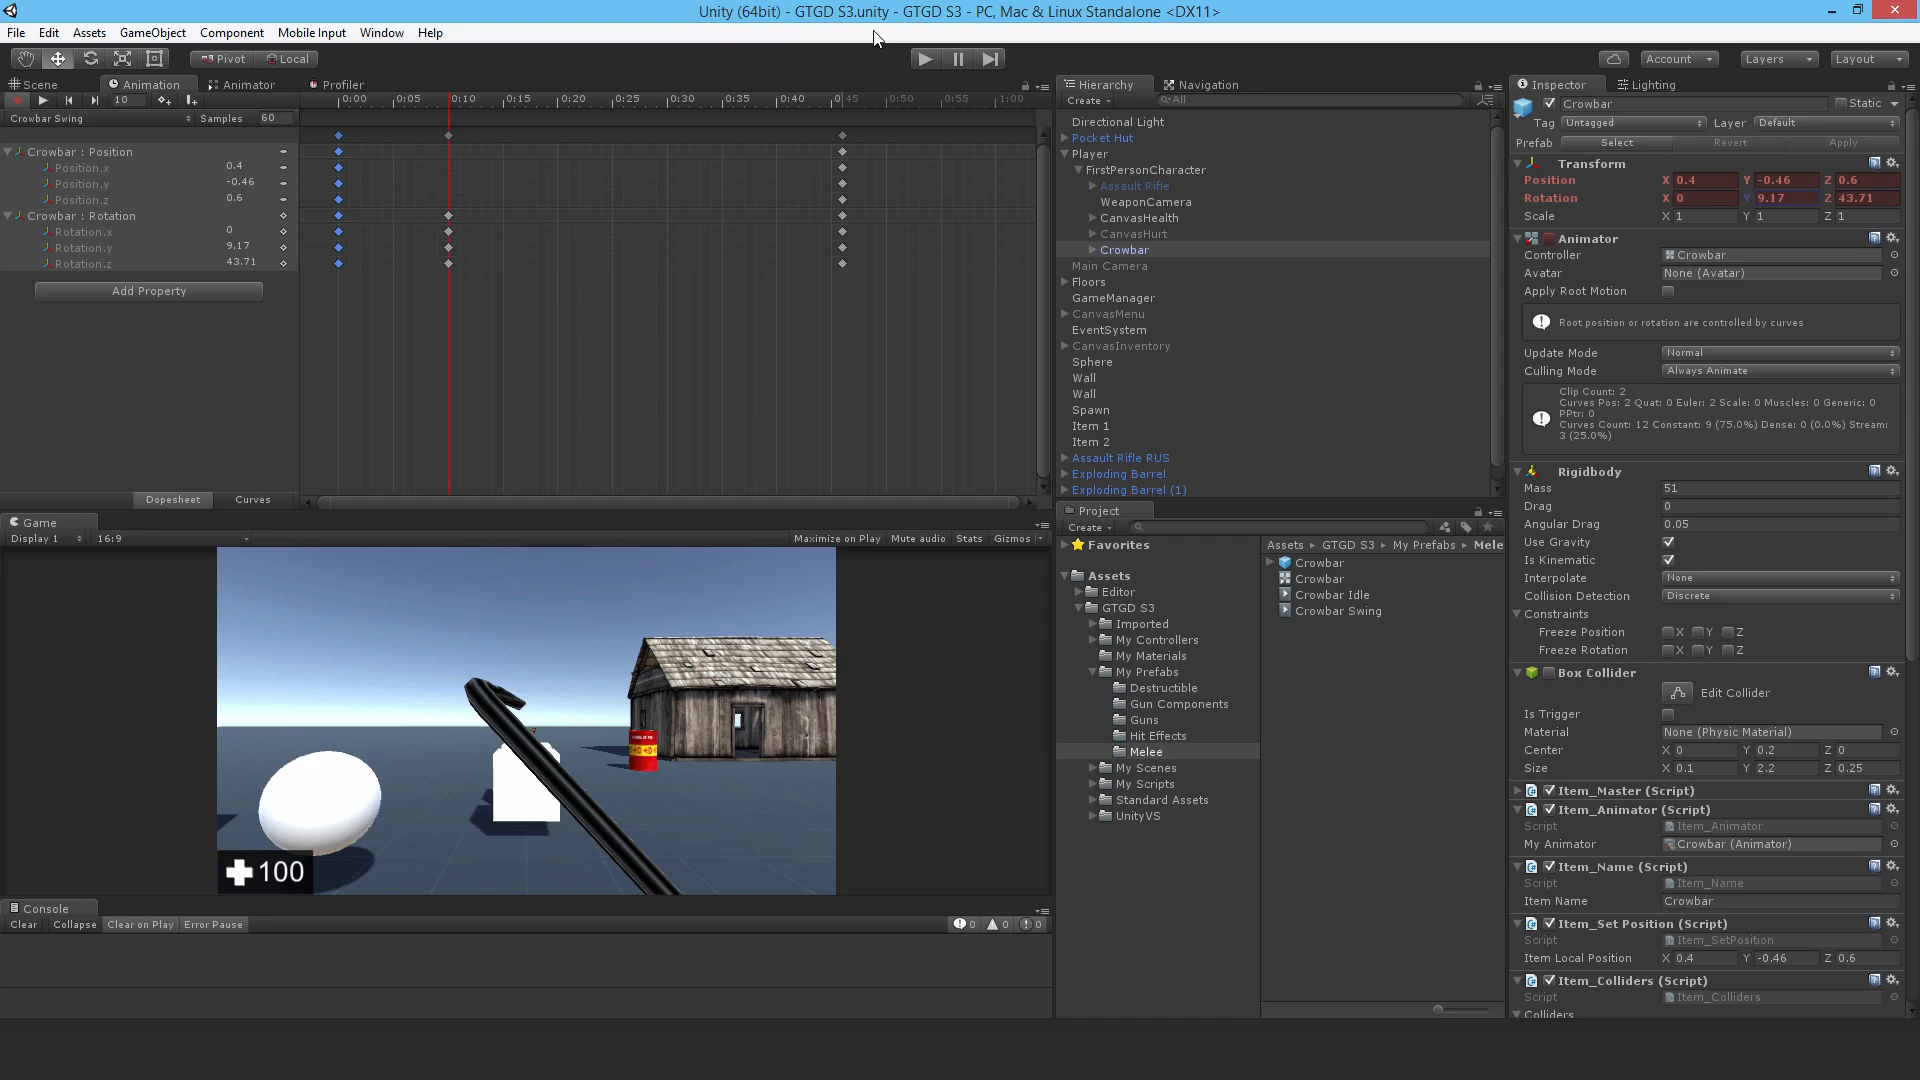 Unity (64bit) - GTGD S3.unity - GTGD S3 - PC, Mac & Linux Standalone <DX11>
File Edit Assets GameObject Component Mobile Input Window Help
Pivot Local Account Layers Layout
Scene Animation Animator Profiler
10 0:00 0:05 0:10 0:15 0:20 0:25 0:30 0:35 0:40 0:45 0:50 0:55 1:00
Crowbar Swing Samples 60
Crowbar : Position
Position.x 0.4
Position.y -0.46
Position.z 0.6
Crowbar : Rotation
Rotation.x 0
Rotation.y 9.17
Rotation.z 43.71
Add Property
Dopesheet Curves
Game
Display 1 16:9 Maximize on Play Mute audio Stats Gizmos
100
Console
Clear Collapse Clear on Play Error Pause 0 0 0
Hierarchy Navigation
Create All
Directional Light
Pocket Hut
Player
FirstPersonCharacter
Assault Rifle
WeaponCamera
CanvasHealth
CanvasHurt
Crowbar
Main Camera
Floors
GameManager
CanvasMenu
EventSystem
CanvasInventory
Sphere
Wall
Wall
Spawn
Item 1
Item 2
Assault Rifle RUS
Exploding Barrel
Exploding Barrel (1)
Project
Create
Favorites
Assets
Editor
GTGD S3
Imported
My Controllers
My Materials
My Prefabs
Destructible
Gun Components
Guns
Hit Effects
Melee
My Scenes
My Scripts
Standard Assets
UnityVS
Assets GTGD S3 My Prefabs Mele
Crowbar
Crowbar
Crowbar Idle
Crowbar Swing
Inspector Lighting
Crowbar Static
Tag Untagged Layer Default
Prefab Select Revert Apply
Transform
Position X 0.4 Y -0.46 Z 0.6
Rotation X 0 Y 9.17 Z 43.71
Scale X 1 Y 1 Z 1
Animator
Controller Crowbar
Avatar None (Avatar)
Apply Root Motion
Root position or rotation are controlled by curves
Update Mode Normal
Culling Mode Always Animate
Clip Count: 2
Curves Pos: 2 Quat: 0 Euler: 2 Scale: 0 Muscles: 0 Generic: 0
PPtr: 0
Curves Count: 12 Constant: 9 (75.0%) Dense: 0 (0.0%) Stream:
3 (25.0%)
Rigidbody
Mass 51
Drag 0
Angular Drag 0.05
Use Gravity
Is Kinematic
Interpolate None
Collision Detection Discrete
Constraints
Freeze Position X Y Z
Freeze Rotation X Y Z
Box Collider
Edit Collider
Is Trigger
Material None (Physic Material)
Center X 0 Y 0.2 Z 0
Size X 0.1 Y 2.2 Z 0.25
Item_Master (Script)
Item_Animator (Script)
Script Item_Animator
My Animator Crowbar (Animator)
Item_Name (Script)
Script Item_Name
Item Name Crowbar
Item_Set Position (Script)
Script Item_SetPosition
Item Local Position X 0.4 Y -0.46 Z 0.6
Item_Colliders (Script)
Script Item_Colliders
Colliders